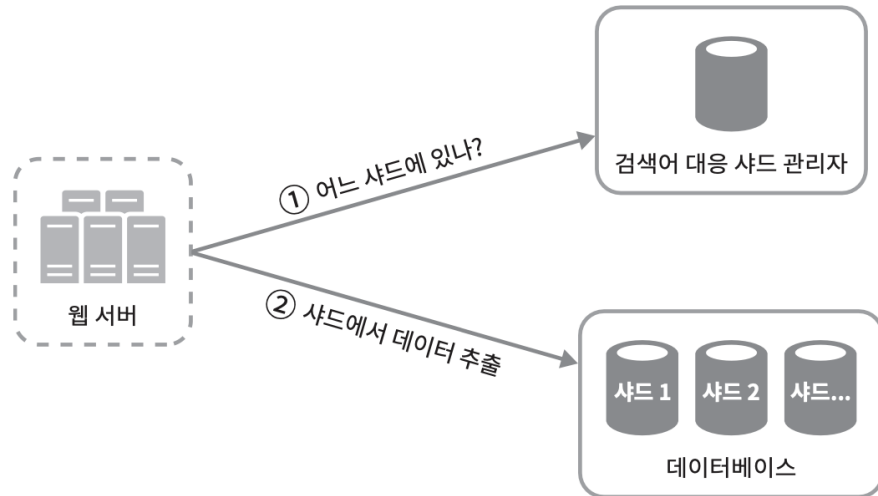 검색어 대응 샤드 관리자
① 어느 샤드에 있나?
웹 서버
② 샤드에서 데이터 추출
샤드 1
샤드 2
샤드...
데이터베이스